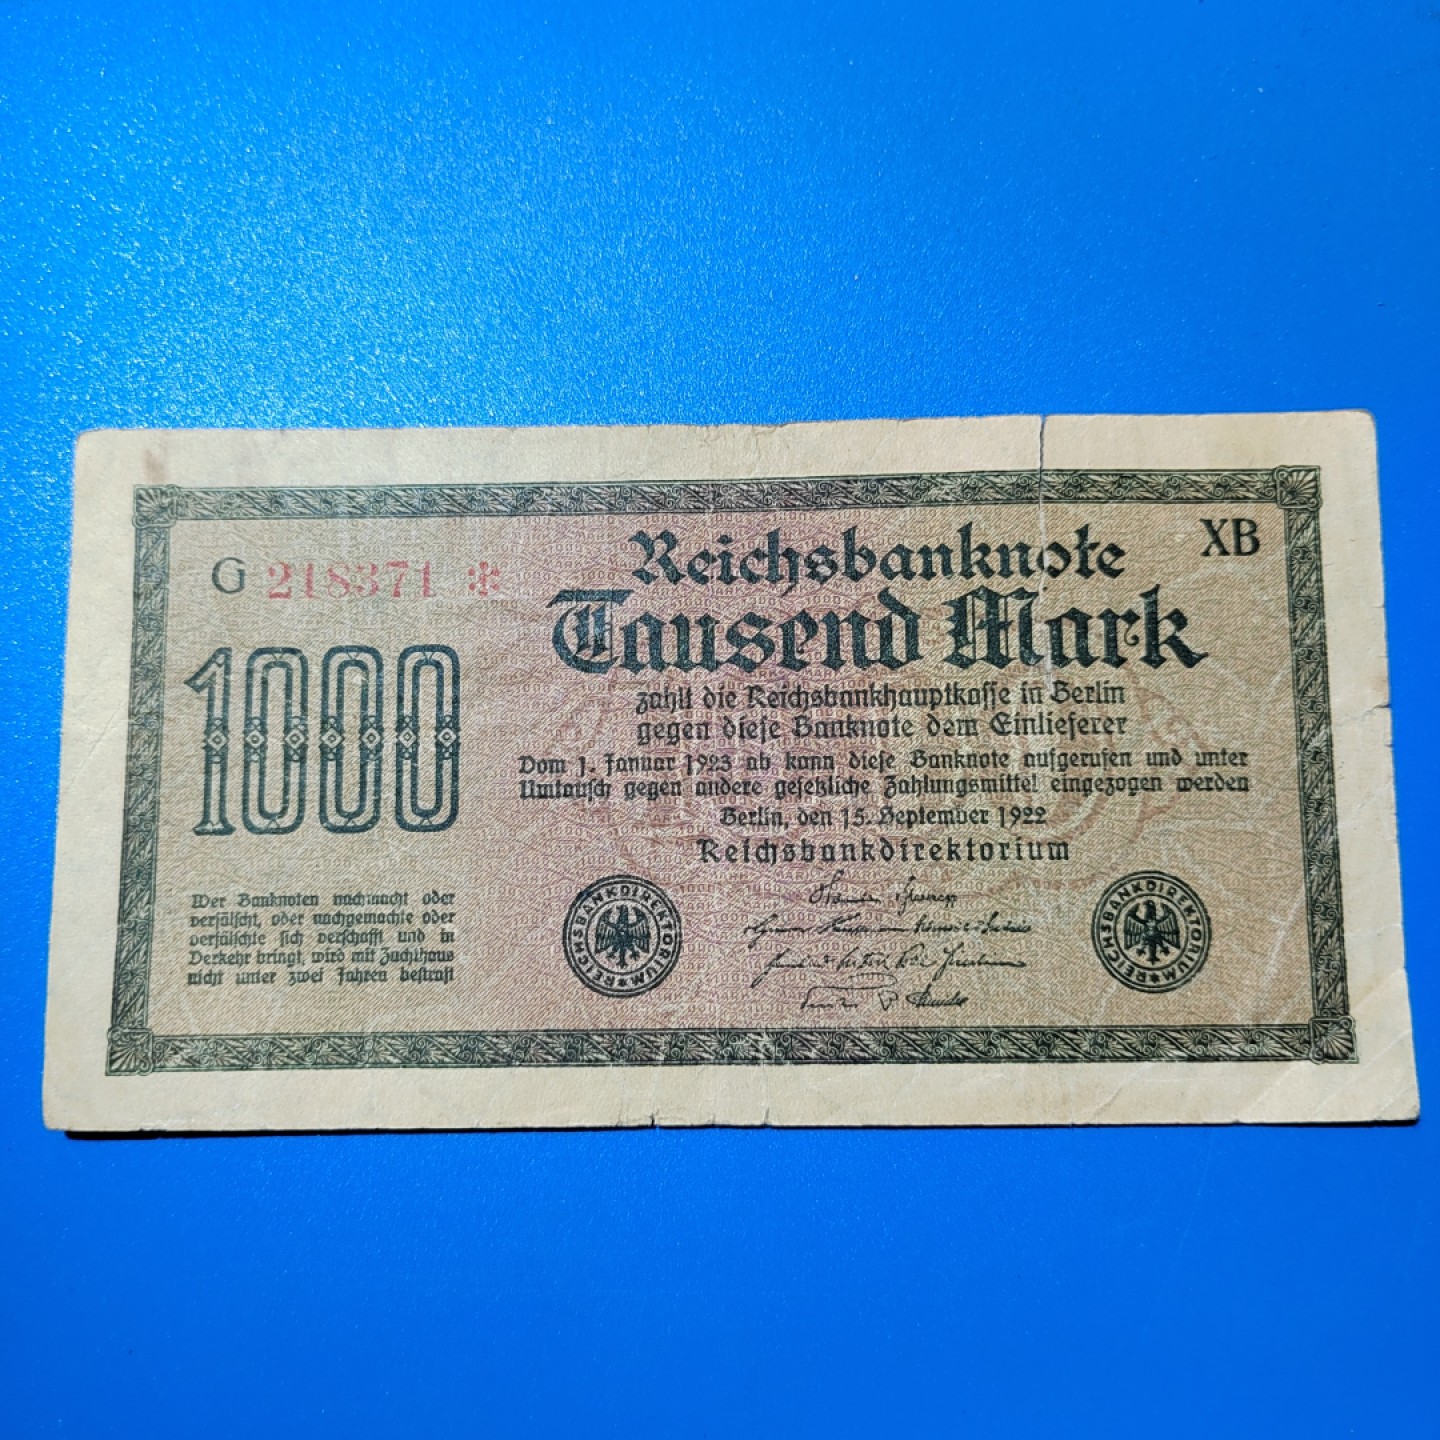 G 218371 *
XB
Reichsbanknote
Tausend Mark
1000
zahlt die Reichsbankhauptkasse in Berlin
gegen diese Banknote dem Einlieferer
Vom 1. Januar 1923 ab kann diese Banknote aufgerufen und unter
Umtausch gegen andere gesetzliche Zahlungsmittel eingezogen werden
Berlin, den 15. September 1922
Reichsbankdirektorium
Wer Banknoten nachmacht oder
verfälscht, oder nachgemachte oder
verfälschte sich verschafft und in
Verkehr bringt, wird mit Zuchthaus
nicht unter zwei Jahren bestraft
REICHSBANKDIREKTORIUM
REICHSBANKDIREKTORIUM